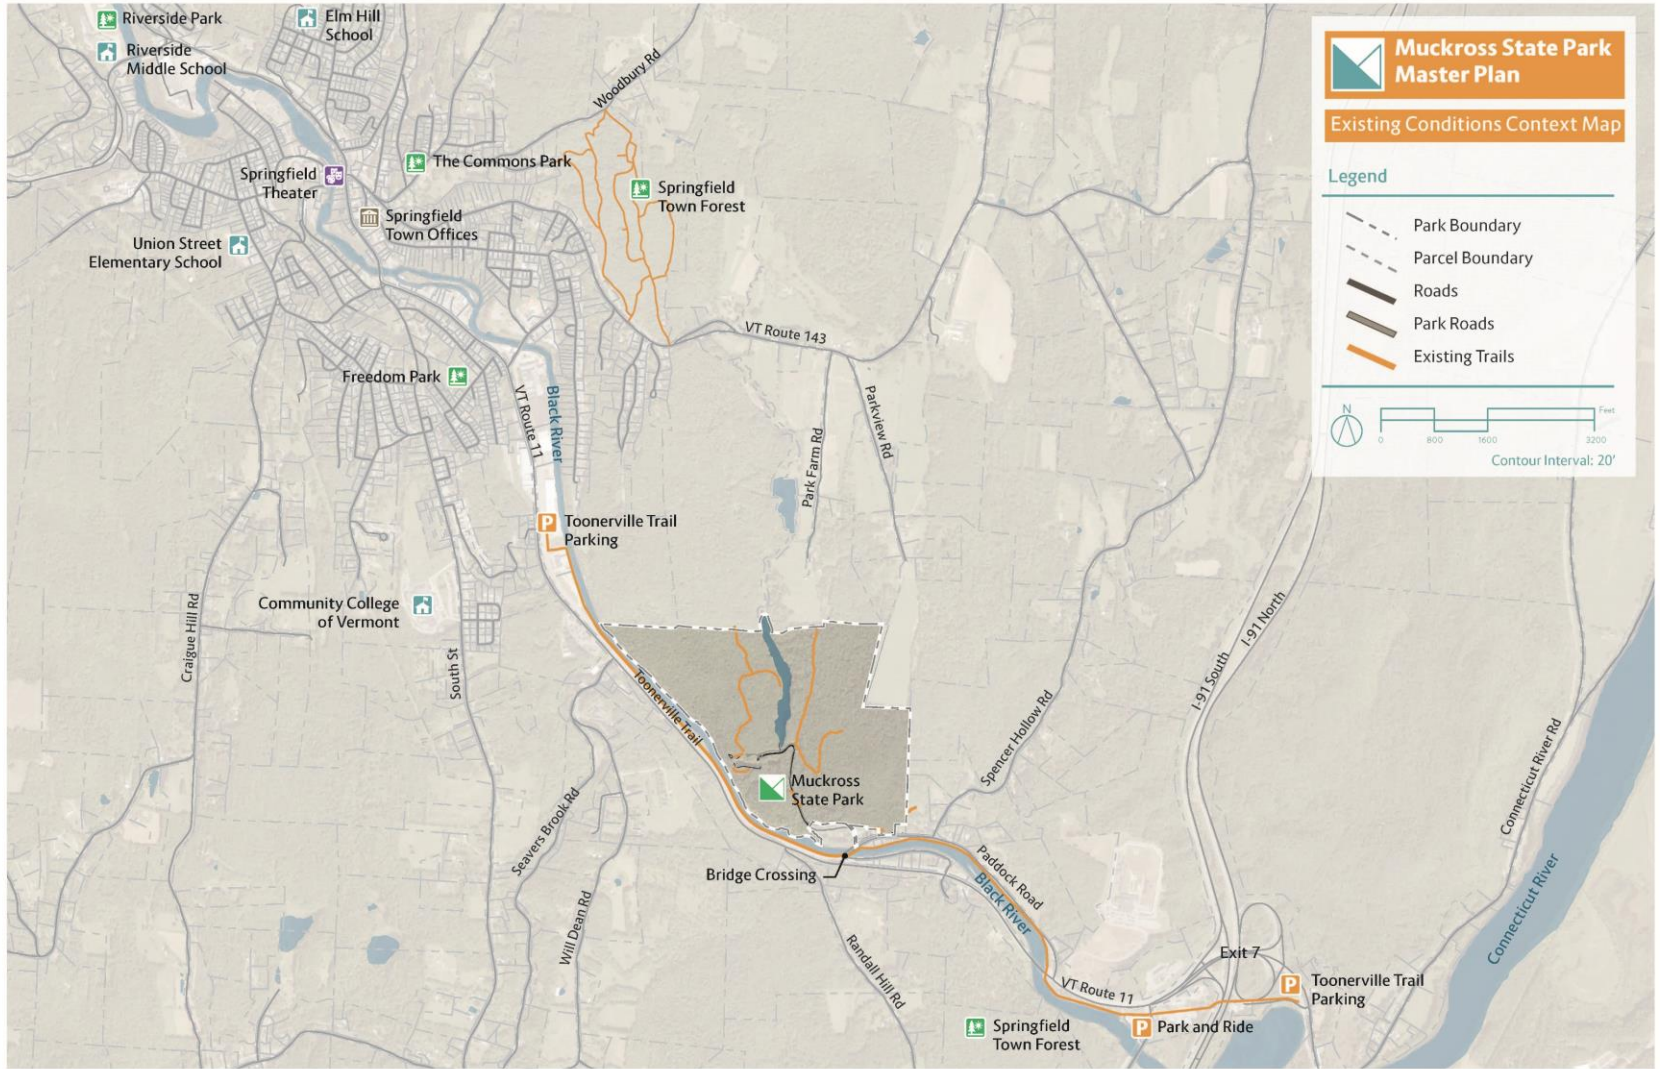 Riverside Park
Riverside
Middle School
Elm Hill
School
Woodbury Rd
Muckross State Park
Master Plan
Existing Conditions Context Map
Legend
Park Boundary
Parcel Boundary
Roads
Park Roads
Existing Trails
N
Feet
0 800 1600 3200
Contour Interval: 20'
The Commons Park
Springfield
Theater
Springfield
Town Forest
Springfield
Town Offices
Union Street
Elementary School
VT Route 143
Freedom Park
VT Route 11
Black River
Parkview Rd
Park Farm Rd
P
Toonerville Trail
Parking
Community College
of Vermont
Craigue Hill Rd
South St
Toonerville Trail
I-91 North
I-91 South
Spencer Hollow Rd
Connecticut River Rd
Muckross
State Park
Seavers Brook Rd
Bridge Crossing
Paddock Road
Black River
Connecticut River
Will Dean Rd
Randall Hill Rd
Exit 7
VT Route 11
P
Toonerville Trail
Parking
P
Park and Ride
Springfield
Town Forest